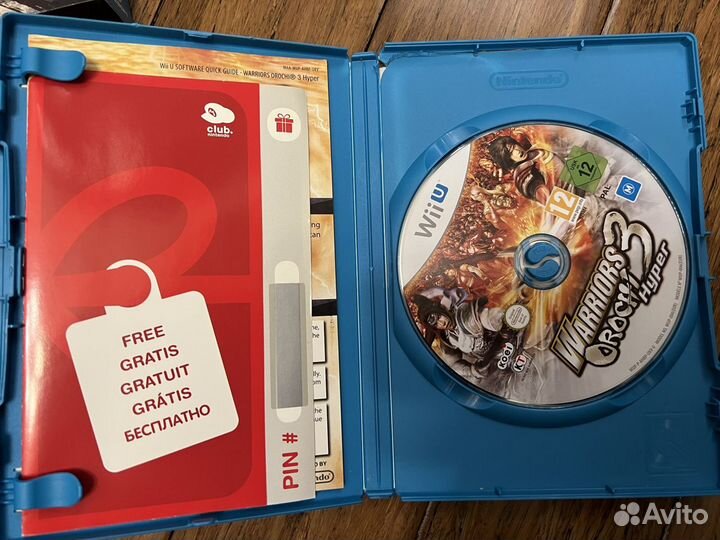 Wii U SOFTWARE QUICK GUIDE - WARRIORS OROCHI® 3 Hyper
club.
nintendo
FREE
GRATIS
GRATUIT
GRÁTIS
БЕСПЛАТНО
PIN #
Nintendo
Wii U
12
12
PAL
WARRIORS
OROCHI 3
Hyper
KOEI
KT
Avito